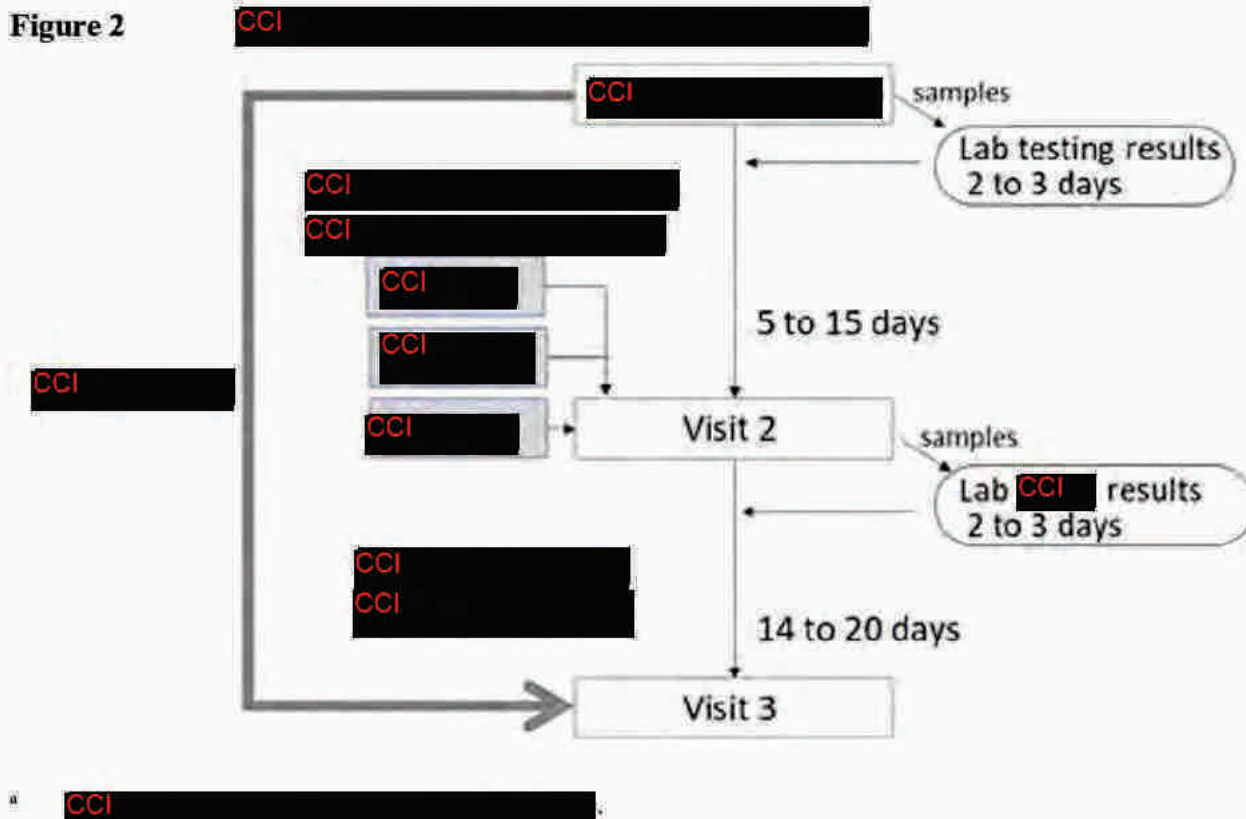 Figure 2
CCI
CCI
samples
Lab testing results
2 to 3 days
CCI
CCI
CCI
5 to 15 days
CCI
CCI
CCI
Visit 2
samples
Lab CCI results
2 to 3 days
CCI
CCI
14 to 20 days
Visit 3
a CCI .